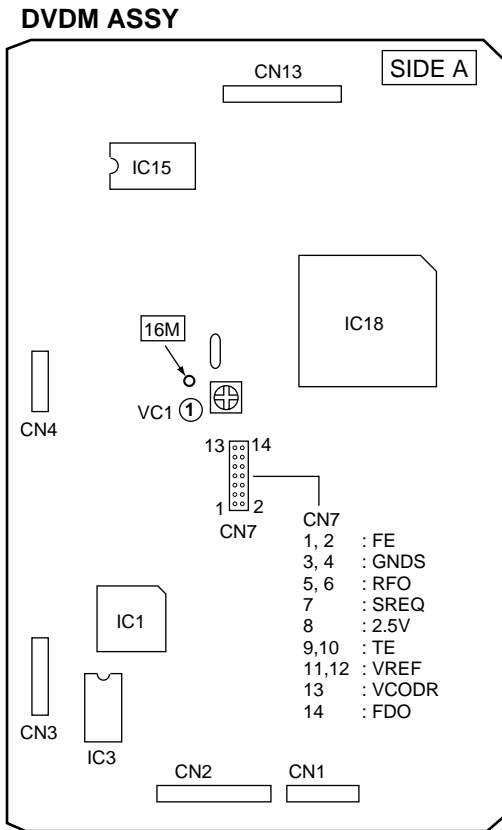 DVDM ASSY
SIDE A
CN13
IC15
IC18
16M
VC1 ①
CN4
13 14
1 2
CN7
CN7
1, 2 : FE
3, 4 : GNDS
5, 6 : RFO
7 : SREQ
8 : 2.5V
9,10 : TE
11,12 : VREF
13 : VCODR
14 : FDO
IC1
CN3
IC3
CN2
CN1